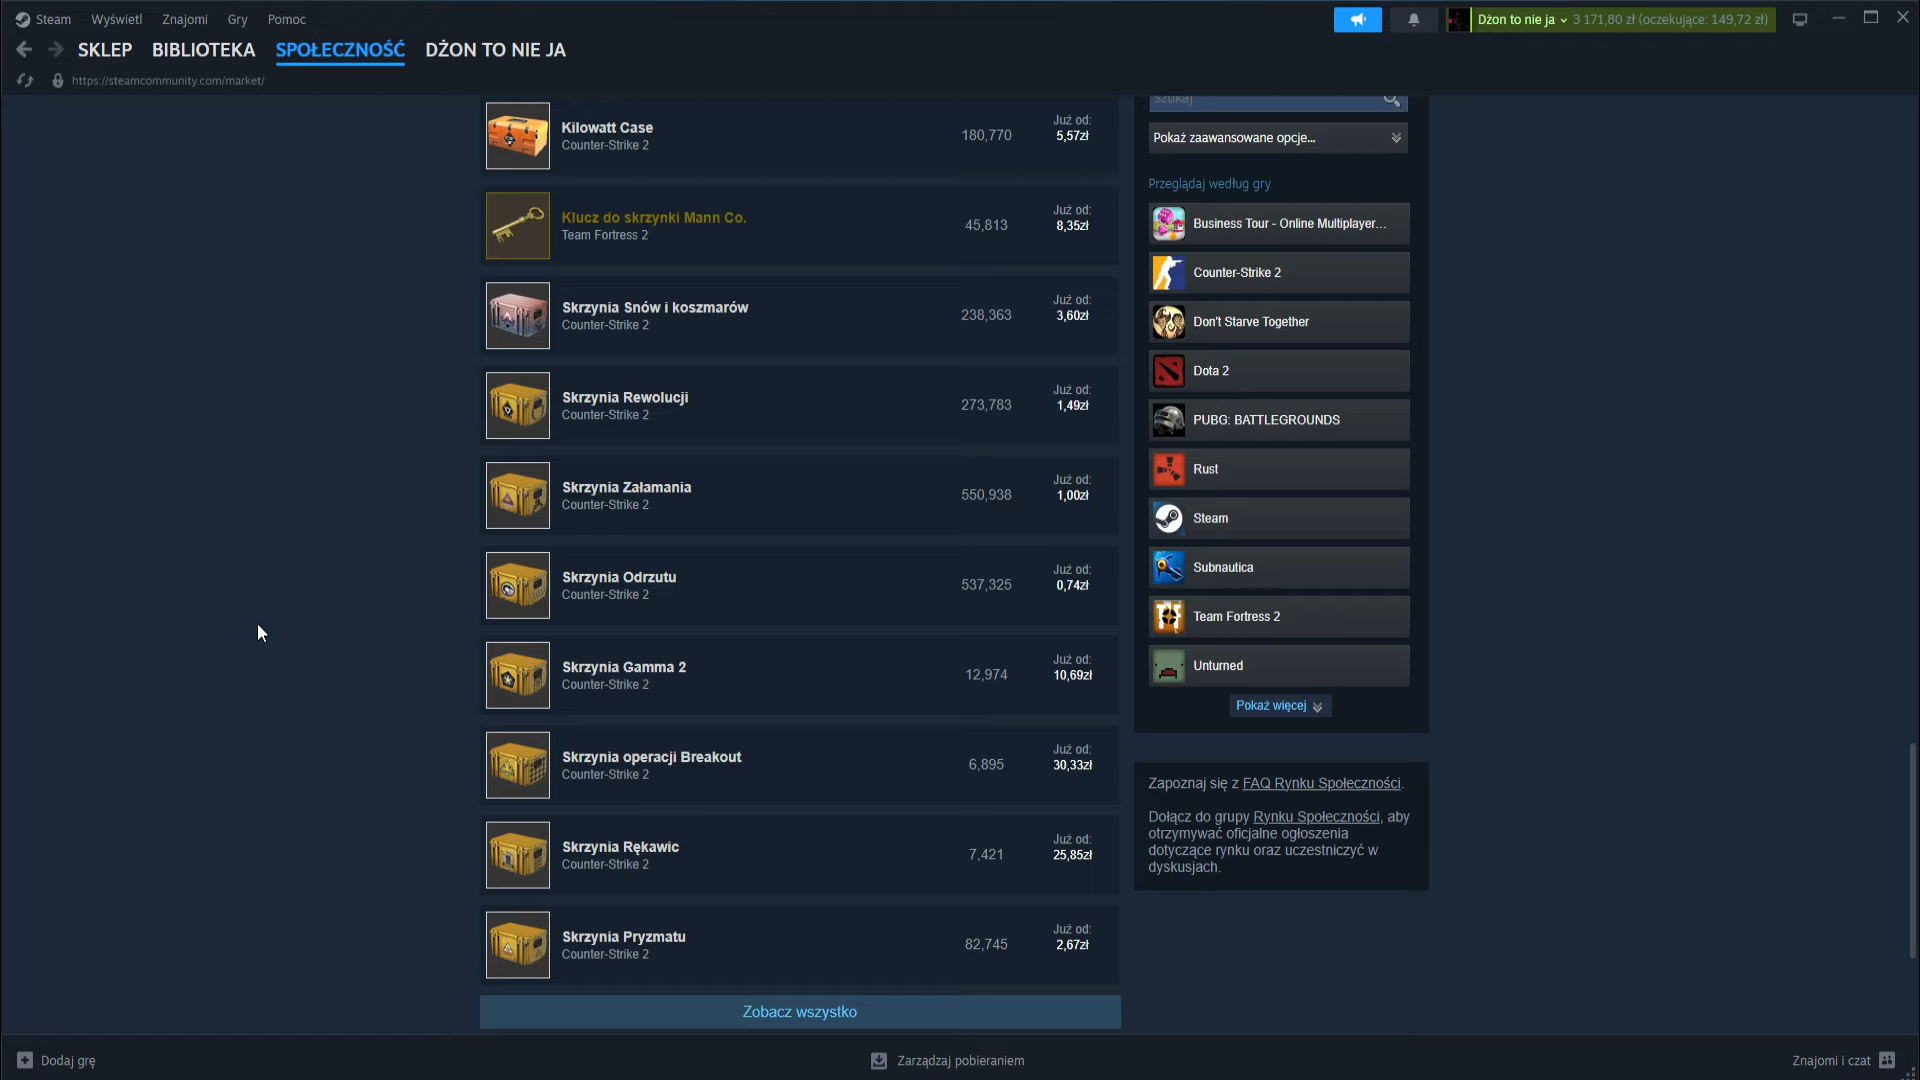 Steam Wyświetl Znajomi Gry Pomoc
Dżon to nie ja 3 171,80 zł (oczekujące: 149,72 zł)
SKLEP BIBLIOTEKA SPOŁECZNOŚĆ DŻON TO NIE JA
https://steamcommunity.com/market/
Kilowatt Case
Counter-Strike 2
180,770
Już od:
5,57zł
Klucz do skrzynki Mann Co.
Team Fortress 2
45,813
Już od:
8,35zł
Skrzynia Snów i koszmarów
Counter-Strike 2
238,363
Już od:
3,60zł
Skrzynia Rewolucji
Counter-Strike 2
273,783
Już od:
1,49zł
Skrzynia Załamania
Counter-Strike 2
550,938
Już od:
1,00zł
Skrzynia Odrzutu
Counter-Strike 2
537,325
Już od:
0,74zł
Skrzynia Gamma 2
Counter-Strike 2
12,974
Już od:
10,69zł
Skrzynia operacji Breakout
Counter-Strike 2
6,895
Już od:
30,33zł
Skrzynia Rękawic
Counter-Strike 2
7,421
Już od:
25,85zł
Skrzynia Pryzmatu
Counter-Strike 2
82,745
Już od:
2,67zł
Zobacz wszystko
Szukaj
Pokaż zaawansowane opcje...
Przeglądaj według gry
Business Tour - Online Multiplayer...
Counter-Strike 2
Don't Starve Together
Dota 2
PUBG: BATTLEGROUNDS
Rust
Steam
Subnautica
Team Fortress 2
Unturned
Pokaż więcej
Zapoznaj się z FAQ Rynku Społeczności.
Dołącz do grupy Rynku Społeczności, aby
otrzymywać oficjalne ogłoszenia
dotyczące rynku oraz uczestniczyć w
dyskusjach.
Dodaj grę
Zarządzaj pobieraniem
Znajomi i czat